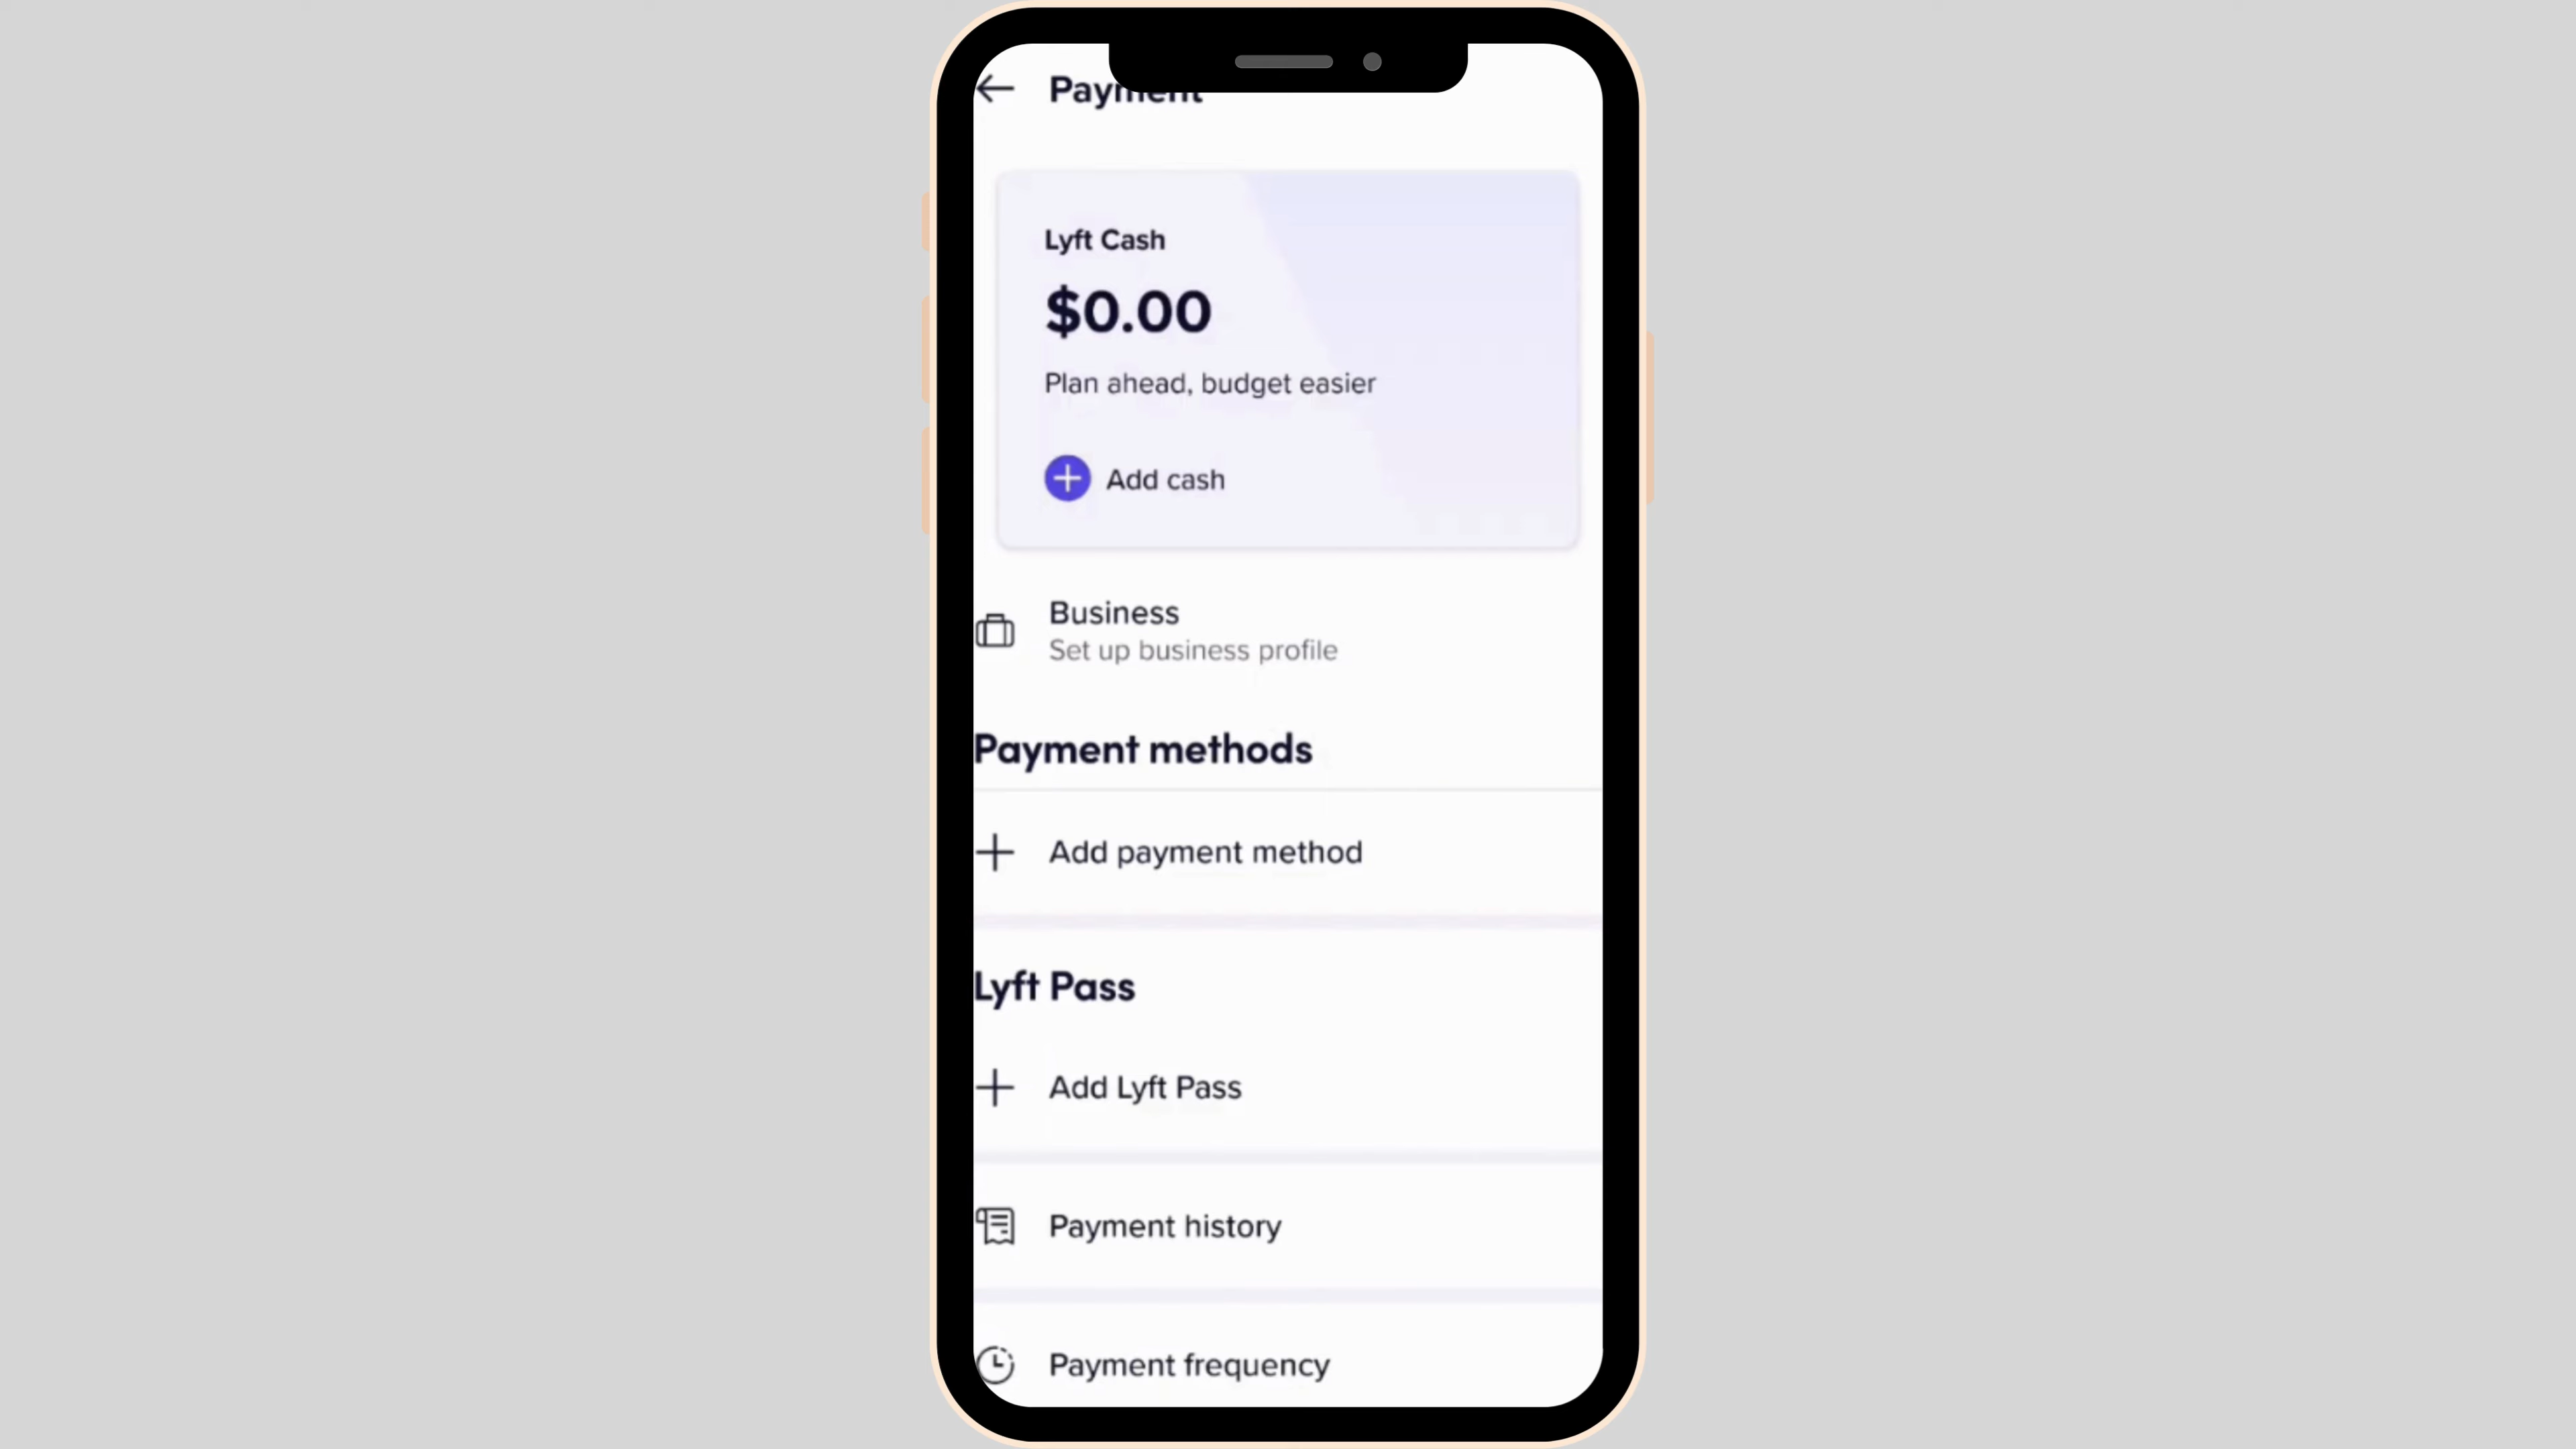 Payment
Lyft Cash
$0.00
Plan ahead, budget easier
Add cash
Business
Set up business profile
Payment methods
Add payment method
Lyft Pass
Add Lyft Pass
Payment history
Payment frequency